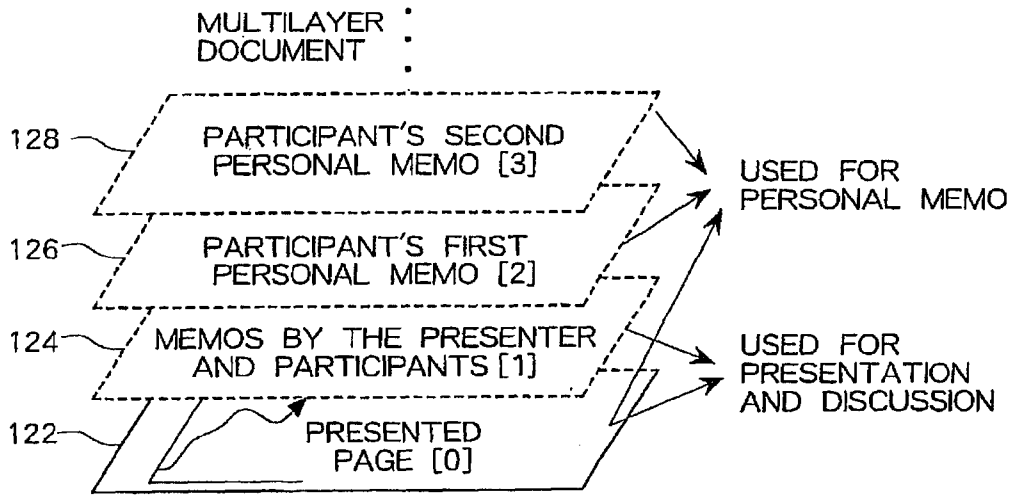 MULTILAYER
DOCUMENT
128
PARTICIPANT'S SECOND
PERSONAL MEMO [3]
USED FOR
PERSONAL MEMO
126
PARTICIPANT'S FIRST
PERSONAL MEMO [2]
124
MEMOS BY THE PRESENTER
AND PARTICIPANTS [1]
USED FOR
PRESENTATION
AND DISCUSSION
122
PRESENTED
PAGE [0]